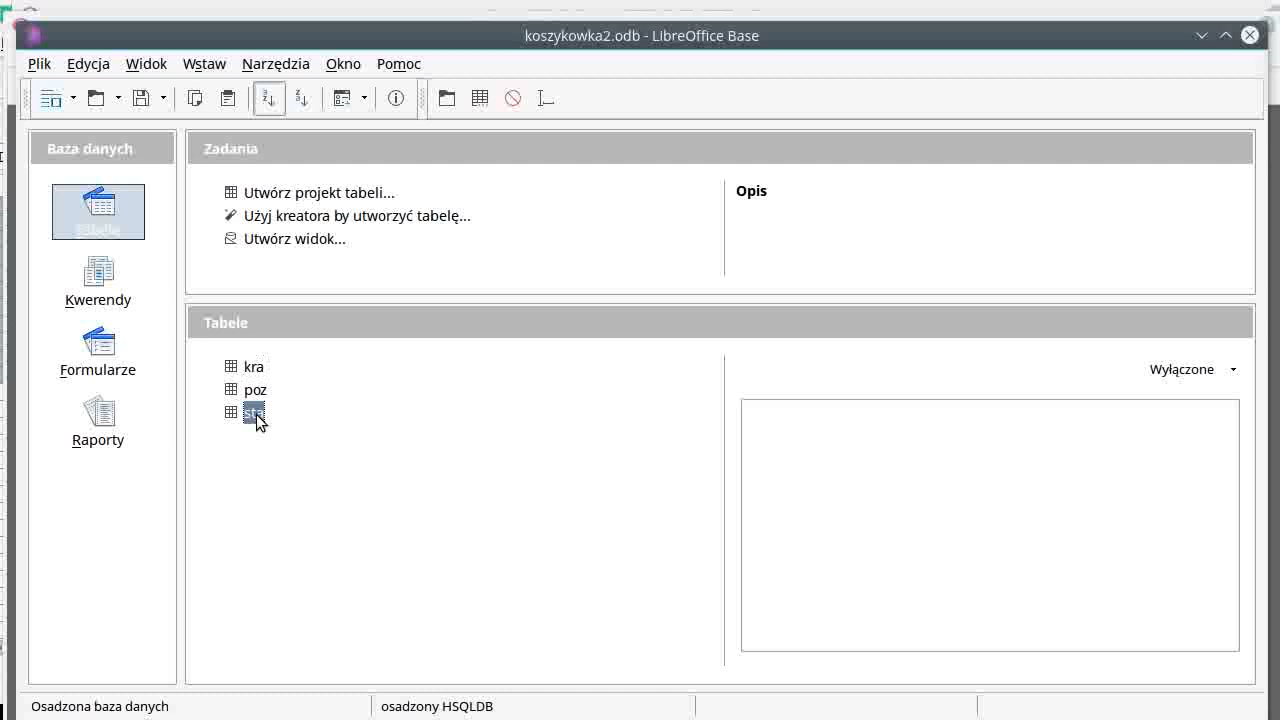 koszykowka2.odb - LibreOffice Base
Plik Edycja Widok Wstaw Narzędzia Okno Pomoc
Baza danych
Tabele
Kwerendy
Formularze
Raporty
Zadania
Utwórz projekt tabeli...
Użyj kreatora by utworzyć tabelę...
Utwórz widok...
Opis
Tabele
kra
poz
Wyłączone
Osadzona baza danych
osadzony HSQLDB